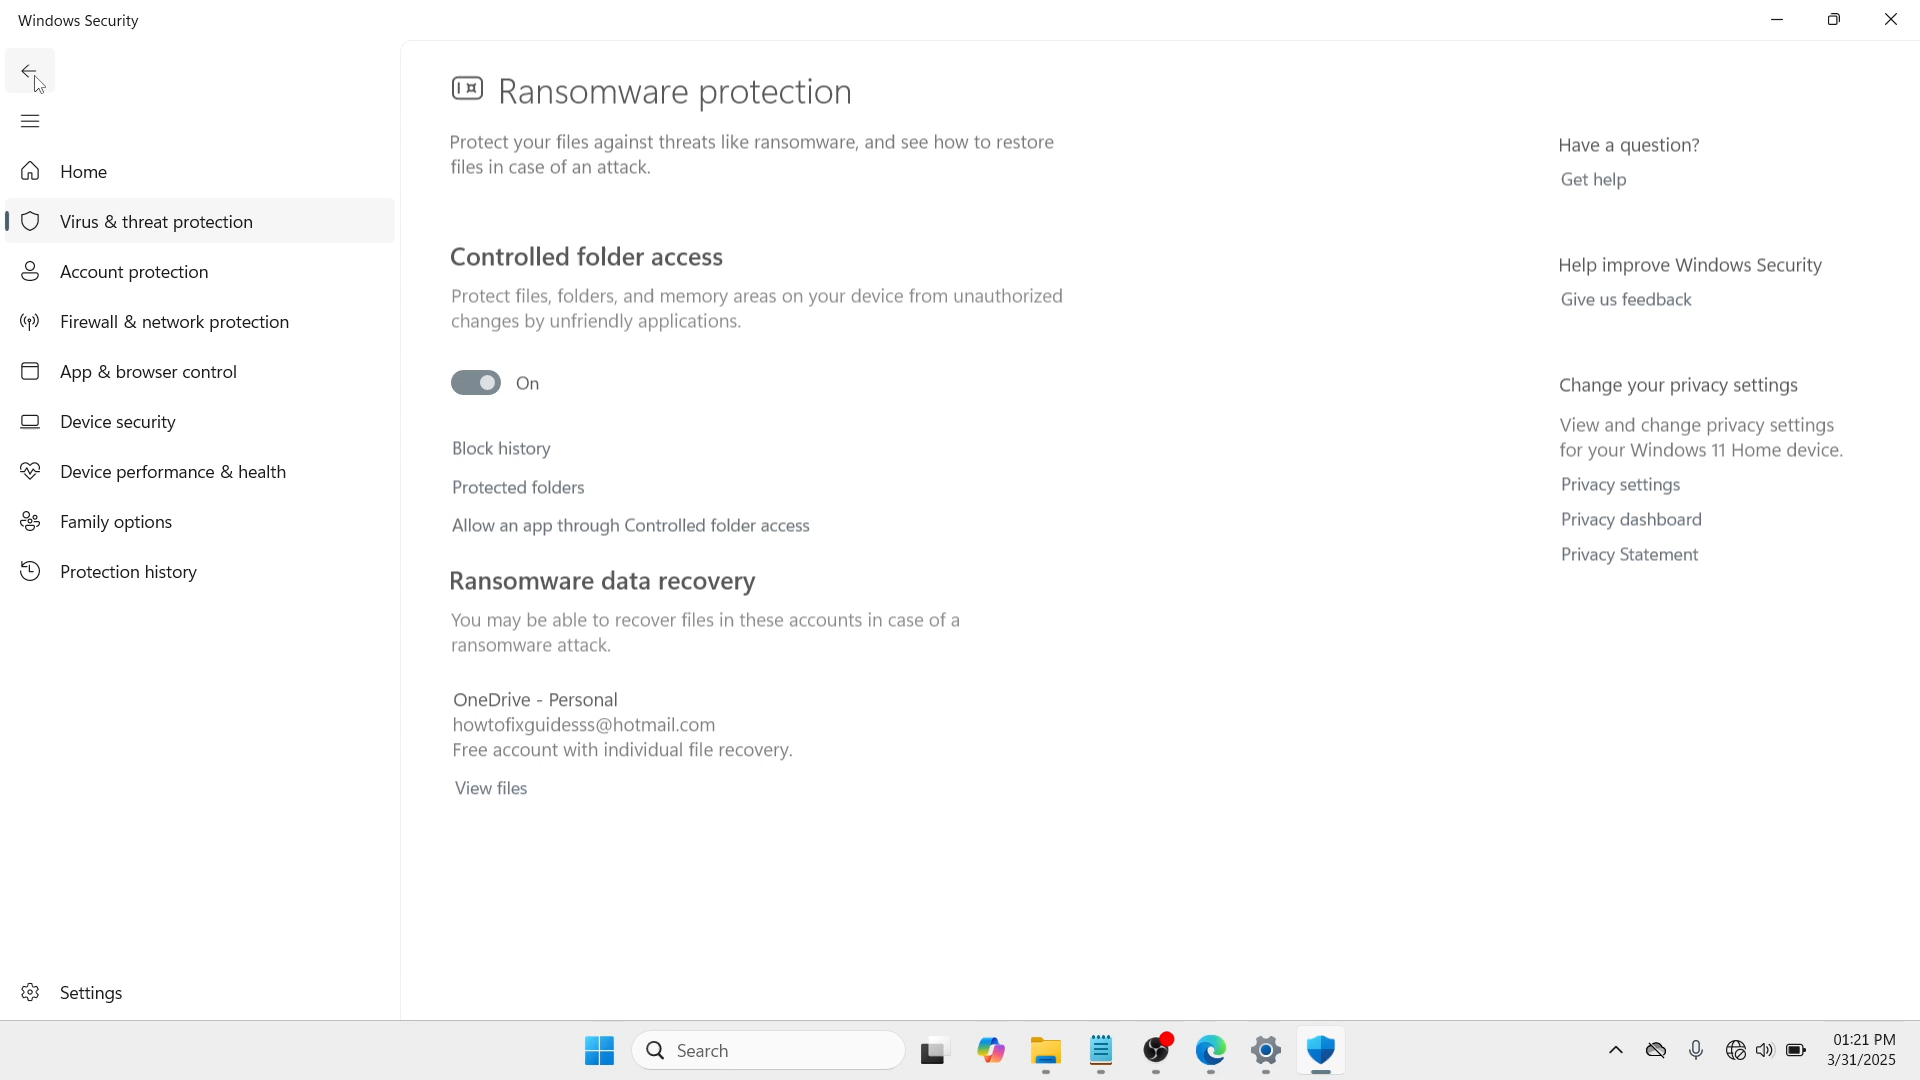 Windows Security
Home
Virus & threat protection
Account protection
Firewall & network protection
App & browser control
Device security
Device performance & health
Family options
Protection history
Settings
Ransomware protection
Protect your files against threats like ransomware, and see how to restore
files in case of an attack.
Controlled folder access
Protect files, folders, and memory areas on your device from unauthorized
changes by unfriendly applications.
On
Block history
Protected folders
Allow an app through Controlled folder access
Ransomware data recovery
You may be able to recover files in these accounts in case of a
ransomware attack.
OneDrive - Personal
howtofixguidesss@hotmail.com
Free account with individual file recovery.
View files
Have a question?
Get help
Help improve Windows Security
Give us feedback
Change your privacy settings
View and change privacy settings
for your Windows 11 Home device.
Privacy settings
Privacy dashboard
Privacy Statement
Search
01:21 PM
3/31/2025